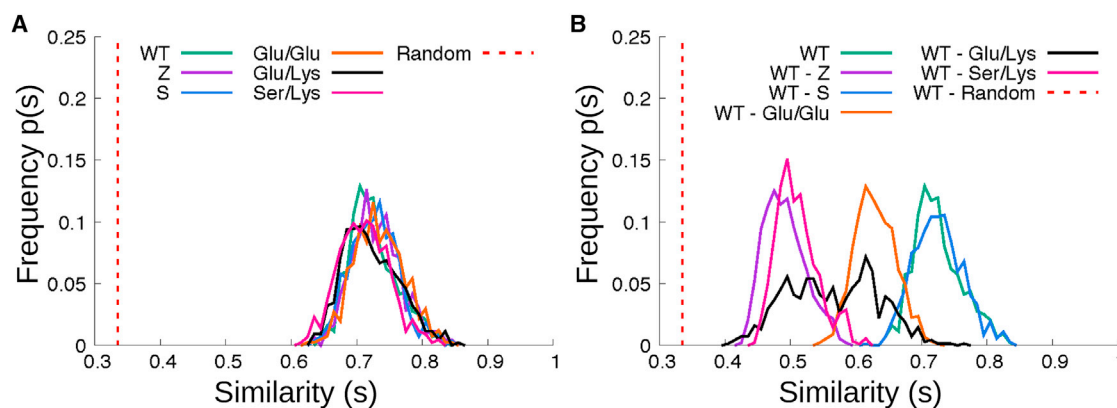 A
Frequency p(s)
0.25
0.2
0.15
0.1
0.05
0
WT Glu/Glu Random
Z Glu/Lys
S Ser/Lys
0.3 0.4 0.5 0.6 0.7 0.8 0.9 1
Similarity (s)
B
Frequency p(s)
0.25
0.2
0.15
0.1
0.05
0
WT WT - Glu/Lys
WT - Z WT - Ser/Lys
WT - S WT - Random
WT - Glu/Glu
0.3 0.4 0.5 0.6 0.7 0.8 0.9
Similarity (s)